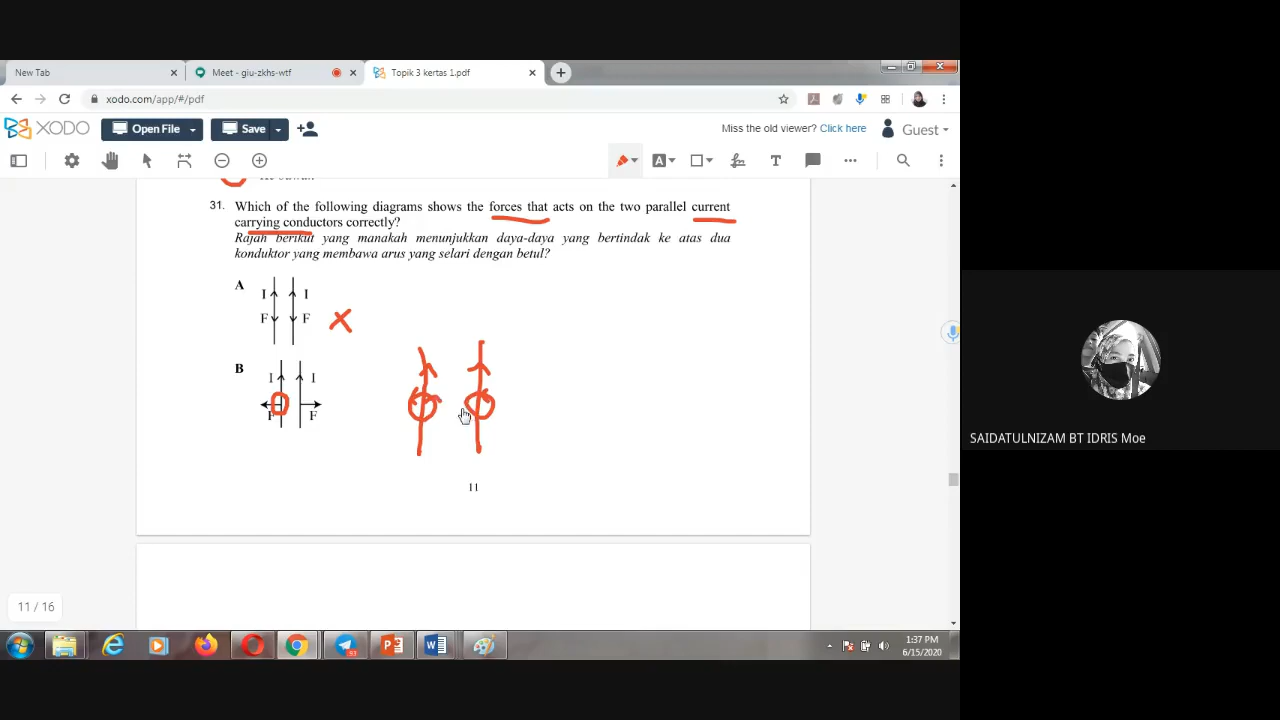 New Tab
Meet - giu-zkhs-wtf
Topik 3 kertas 1.pdf
xodo.com/app/#/pdf
XODO
Open File
Save
Miss the old viewer? Click here
Guest
A
T
31. Which of the following diagrams shows the forces that acts on the two parallel current
carrying conductors correctly?
Rajah berikut yang manakah menunjukkan daya-daya yang bertindak ke atas dua
konduktor yang membawa arus yang selari dengan betul?
A
I I
F F
B
I I
F F
11
11 / 16
SAIDATULNIZAM BT IDRIS Moe
1:37 PM
6/15/2020